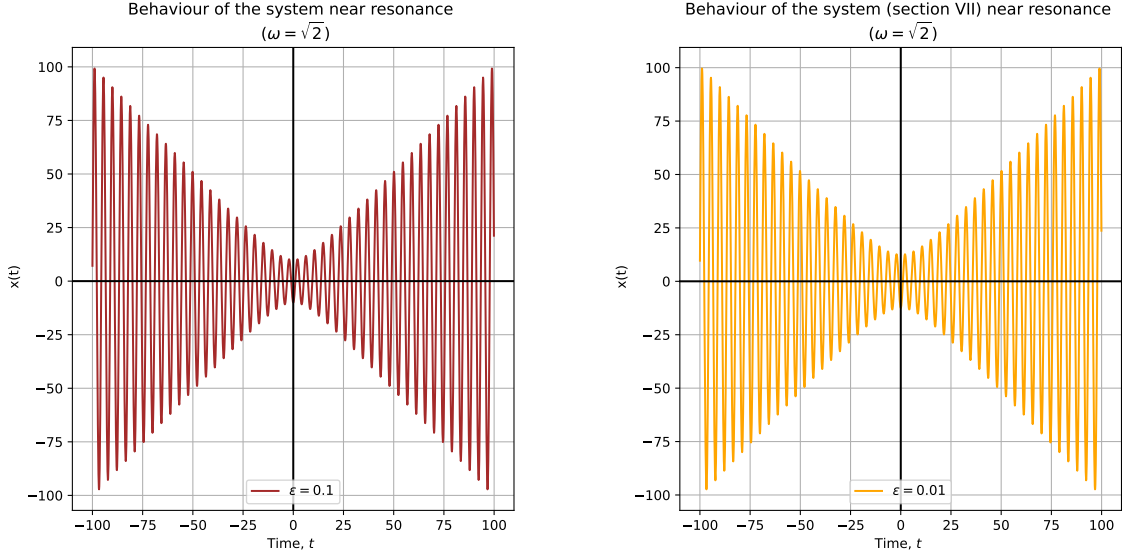 Behaviour of the system near resonance
(ω = √2)
x(t)
100
75
50
25
0
−25
−50
−75
−100
−100 −75 −50 −25 0 25 50 75 100
Time, t
ε = 0.1
Behaviour of the system (section VII) near resonance
(ω = √2)
x(t)
100
75
50
25
0
−25
−50
−75
−100
−100 −75 −50 −25 0 25 50 75 100
Time, t
ε = 0.01